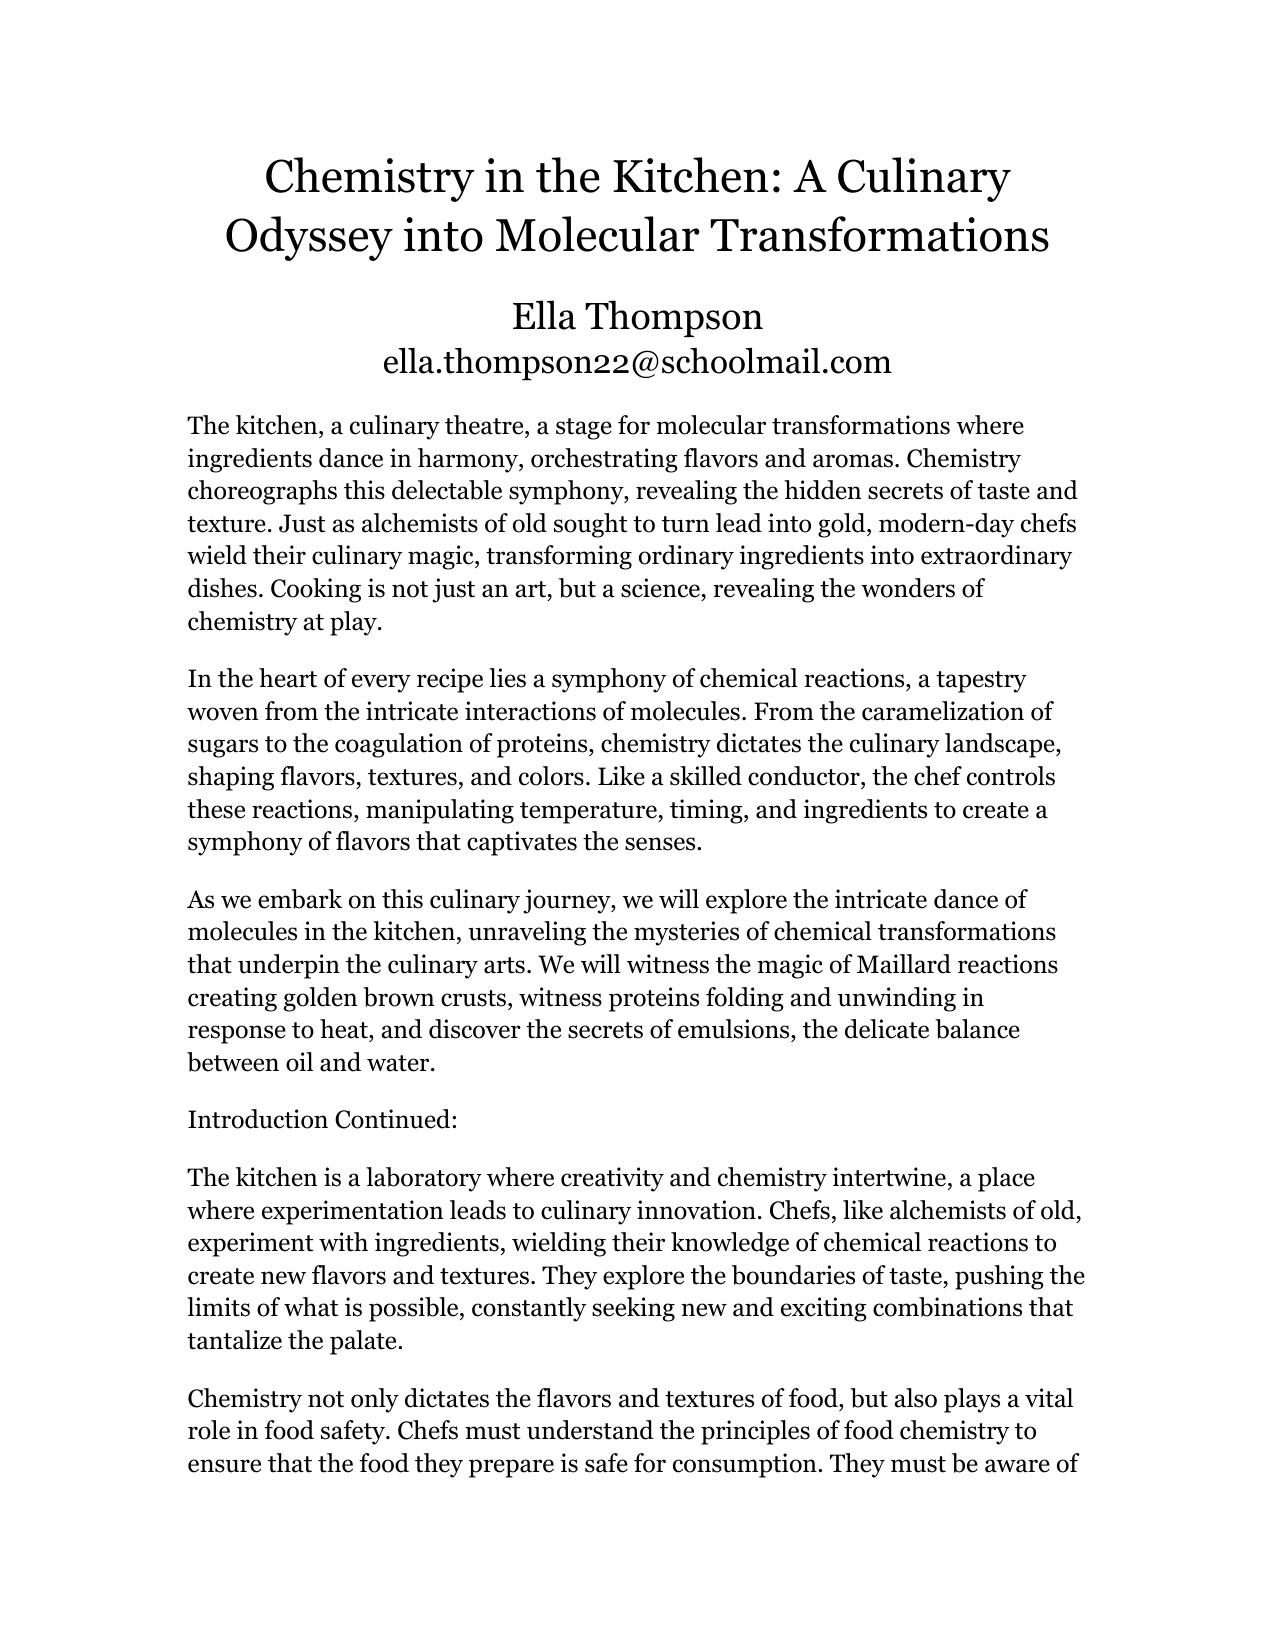 Chemistry in the Kitchen: A Culinary
Odyssey into Molecular Transformations
Ella Thompson
ella.thompson22@schoolmail.com
The kitchen, a culinary theatre, a stage for molecular transformations where
ingredients dance in harmony, orchestrating flavors and aromas. Chemistry
choreographs this delectable symphony, revealing the hidden secrets of taste and
texture. Just as alchemists of old sought to turn lead into gold, modern-day chefs
wield their culinary magic, transforming ordinary ingredients into extraordinary
dishes. Cooking is not just an art, but a science, revealing the wonders of
chemistry at play.
In the heart of every recipe lies a symphony of chemical reactions, a tapestry
woven from the intricate interactions of molecules. From the caramelization of
sugars to the coagulation of proteins, chemistry dictates the culinary landscape,
shaping flavors, textures, and colors. Like a skilled conductor, the chef controls
these reactions, manipulating temperature, timing, and ingredients to create a
symphony of flavors that captivates the senses.
As we embark on this culinary journey, we will explore the intricate dance of
molecules in the kitchen, unraveling the mysteries of chemical transformations
that underpin the culinary arts. We will witness the magic of Maillard reactions
creating golden brown crusts, witness proteins folding and unwinding in
response to heat, and discover the secrets of emulsions, the delicate balance
between oil and water.
Introduction Continued:
The kitchen is a laboratory where creativity and chemistry intertwine, a place
where experimentation leads to culinary innovation. Chefs, like alchemists of old,
experiment with ingredients, wielding their knowledge of chemical reactions to
create new flavors and textures. They explore the boundaries of taste, pushing the
limits of what is possible, constantly seeking new and exciting combinations that
tantalize the palate.
Chemistry not only dictates the flavors and textures of food, but also plays a vital
role in food safety. Chefs must understand the principles of food chemistry to
ensure that the food they prepare is safe for consumption. They must be aware of